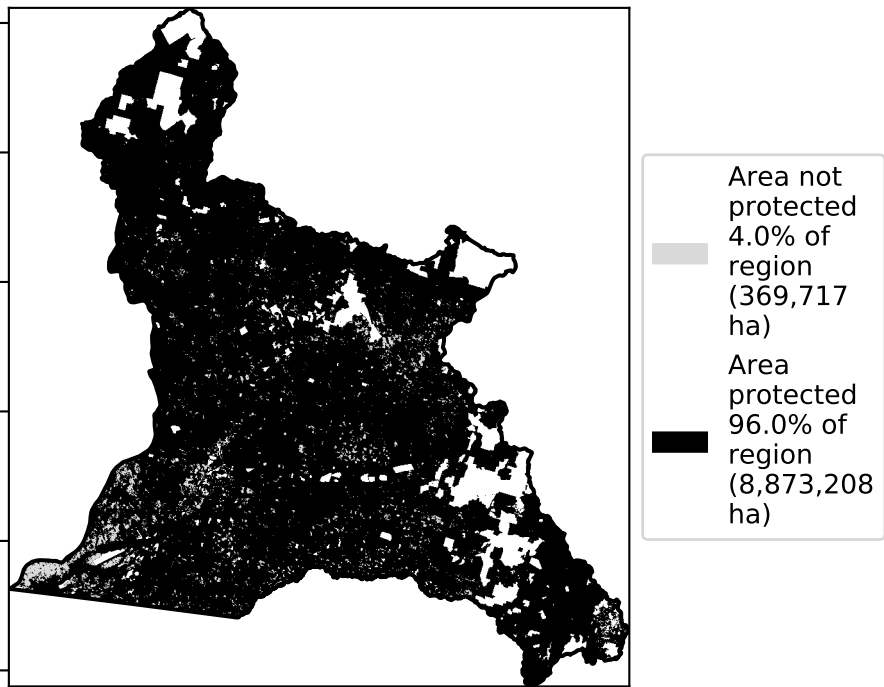 Area not
protected
4.0% of
region
(369,717
ha)
Area
protected
96.0% of
region
(8,873,208
ha)